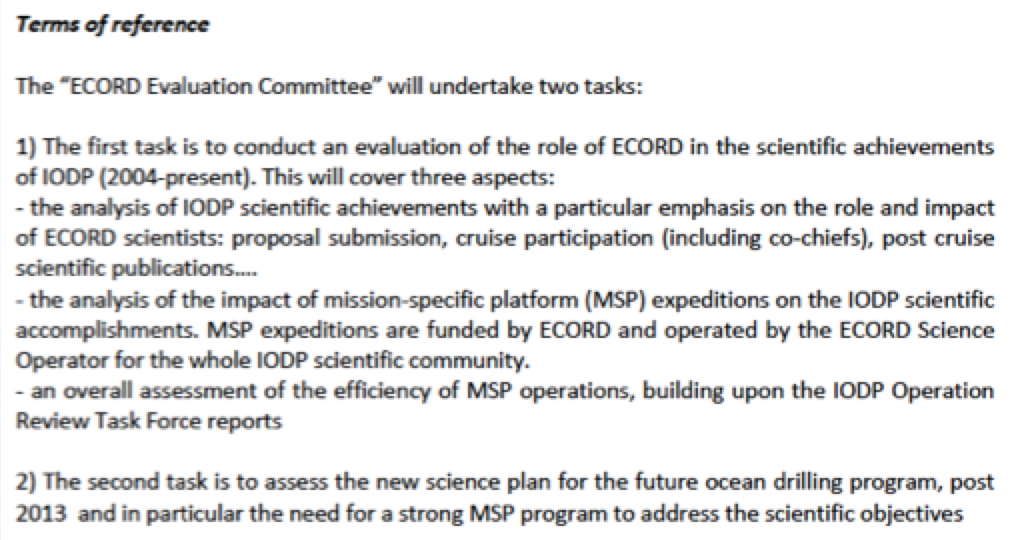 Terms of reference
The “ECORD Evaluation Committee” will undertake two tasks:
1) The first task is to conduct an evaluation of the role of ECORD in the scientific achievements
of IODP (2004-present). This will cover three aspects:
- the analysis of IODP scientific achievements with a particular emphasis on the role and impact
of ECORD scientists: proposal submission, cruise participation (including co-chiefs), post cruise
scientific publications....
- the analysis of the impact of mission-specific platform (MSP) expeditions on the IODP scientific
accomplishments. MSP expeditions are funded by ECORD and operated by the ECORD Science
Operator for the whole IODP scientific community.
- an overall assessment of the efficiency of MSP operations, building upon the IODP Operation
Review Task Force reports
2) The second task is to assess the new science plan for the future ocean drilling program, post
2013 and in particular the need for a strong MSP program to address the scientific objectives